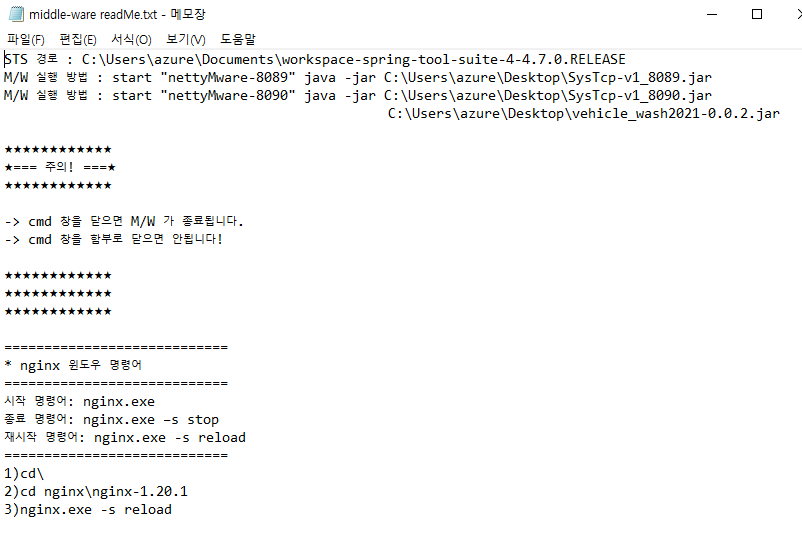 middle-ware readMe.txt - 메모장
파일(F) 편집(E) 서식(O) 보기(V) 도움말
STS 경로 : C:\Users\azure\Documents\workspace-spring-tool-suite-4-4.7.0.RELEASE
M/W 실행 방법 : start "nettyMware-8089" java -jar C:\Users\azure\Desktop\SysTcp-v1_8089.jar
M/W 실행 방법 : start "nettyMware-8090" java -jar C:\Users\azure\Desktop\SysTcp-v1_8090.jar
C:\Users\azure\Desktop\vehicle_wash2021-0.0.2.jar
★★★★★★★★★★★★
★=== 주의! ===★
★★★★★★★★★★★★
-> cmd 창을 닫으면 M/W 가 종료됩니다.
-> cmd 창을 함부로 닫으면 안됩니다!
★★★★★★★★★★★★
★★★★★★★★★★★★
★★★★★★★★★★★★
============================
* nginx 윈도우 명령어
============================
시작 명령어: nginx.exe
종료 명령어: nginx.exe –s stop
재시작 명령어: nginx.exe -s reload
============================
1)cd\
2)cd nginx\nginx-1.20.1
3)nginx.exe -s reload